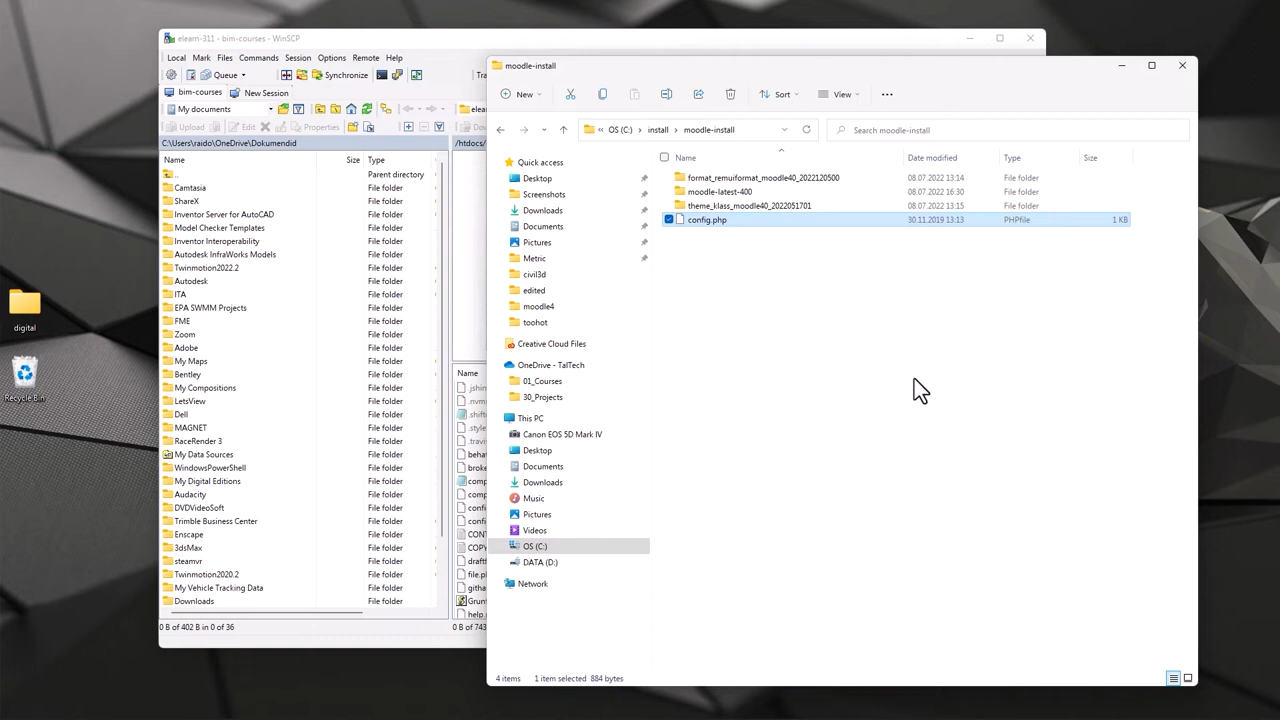 digital
Recycle Bin
elearn-311 - bim-courses - WinSCP
Local Mark Files Commands Session Options Remote Help
Queue Synchronize
bim-courses New Session
My documents
Upload Edit Properties
C:\Users\raido\OneDrive\Dokumendid
/htdocs/
Name Size Type
.. Parent directory
Camtasia File folder
ShareX File folder
Inventor Server for AutoCAD File folder
Model Checker Templates File folder
Inventor Interoperability File folder
Autodesk InfraWorks Models File folder
Twinmotion2022.2 File folder
Autodesk File folder
ITA File folder
EPA SWMM Projects File folder
FME File folder
Zoom File folder
Adobe File folder
My Maps File folder
Bentley File folder
My Compositions File folder
LetsView File folder
Dell File folder
MAGNET File folder
RaceRender 3 File folder
My Data Sources File folder
WindowsPowerShell File folder
My Digital Editions File folder
Audacity File folder
DVDVideoSoft File folder
Trimble Business Center File folder
Enscape File folder
3dsMax File folder
steamvr File folder
Twinmotion2020.2 File folder
My Vehicle Tracking Data File folder
Downloads File folder
0 B of 402 B in 0 of 36
Name
0 B of 743
moodle-install
New Sort View
OS (C:) install moodle-install
Search moodle-install
Quick access
Desktop
Screenshots
Downloads
Documents
Pictures
Metric
civil3d
edited
moodle4
toohot
Creative Cloud Files
OneDrive - TalTech
01_Courses
30_Projects
This PC
Canon EOS 5D Mark IV
Desktop
Documents
Downloads
Music
Pictures
Videos
OS (C:)
DATA (D:)
Network
Name Date modified Type Size
format_remuiformat_moodle40_2022120500 08.07.2022 13:14 File folder
moodle-latest-400 08.07.2022 16:30 File folder
theme_klass_moodle40_2022051701 08.07.2022 13:15 File folder
config.php 30.11.2019 13:13 PHPfile 1 KB
4 items 1 item selected 884 bytes